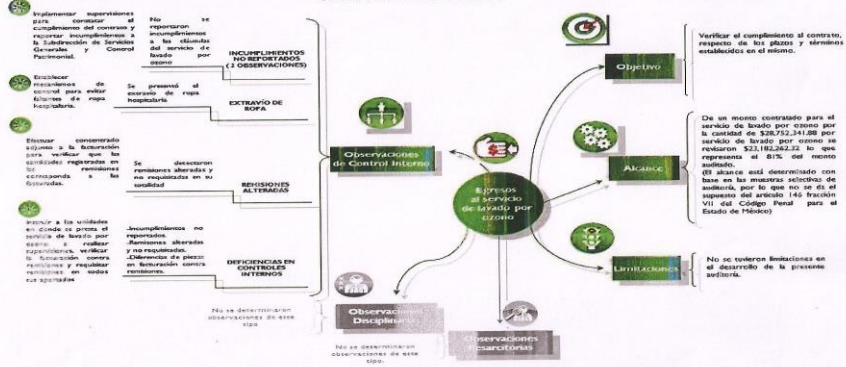 Implementar supervisiones
para constatar el
cumplimiento del contrato y
reportar incumplimientos a
la Subdirección de Servicios
Generales y Control
Patrimonial.
No se
reportaron
incumplimientos
a las cláusulas
del servicio de
lavado por
ozono
INCUMPLIMIENTOS
NO REPORTADOS
( 2 OBSERVACIONES)
Establecer
mecanismos de
control para evitar
faltantes de ropa
hospitalaria.
Se presentó el
extravío de ropa
hospitalaria
EXTRAVÍO DE
ROPA
Efectuar concentrado
adjunto a la facturación
para verificar que las
cantidades registradas en
las remisiones
corresponda a las
facturadas.
Se detectaron
remisiones alteradas y
no requisitadas en su
totalidad
REMISIONES
ALTERADAS
Instruir a las unidades
en donde se presta el
servicio de lavado por
ozono a realizar
supervisiones, verificar
la facturación contra
remisiones y requisitar
remisiones en todos
sus apartados
-Incumplimientos no
reportados.
-Remisones alteradas
y no requisitadas.
-Diferencias de piezas
en facturación contra
remisiones.
DEFICIENCIAS EN
CONTROLES
INTERNOS
Observaciones
de Control Interno
Egresos
al servicio
de lavado por
ozono
Objetivo
Verificar el cumplimiento al contrato,
respecto de los plazos y términos
establecidos en el mismo.
Alcance
De un monto contratado para el
servicio de lavado por ozono por
la cantidad de $28,752,341.88 por
servicio de lavado por ozono se
revisaron $23,182,262.32 lo que
representa el 81% del monto
auditado.
(El alcance está determinado con
base en las muestras selectivas de
auditoría, por lo que no se da el
supuesto del artículo 146 fracción
VII del Código Penal para el
Estado de México)
Limitaciones
No se tuvieron limitaciones en
el desarrollo de la presente
auditoría.
No se determinaron
observaciones de este
tipo
Observaciones
Disciplinarias
No se determinaron
observaciones de este
tipo.
Observaciones
Resarcitorias